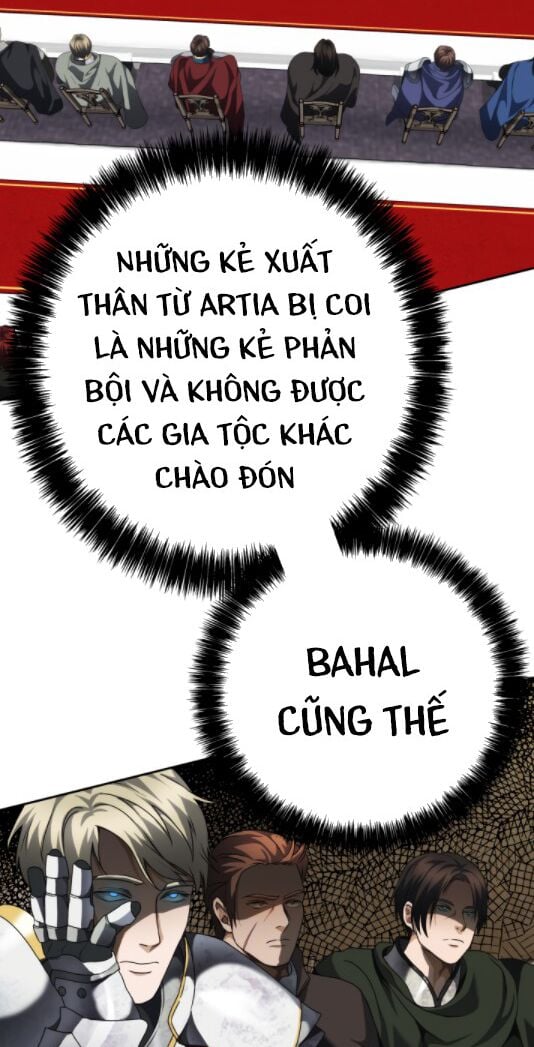 NHỮNG KẺ XUẤT
THÂN TỪ ARTIA BỊ COI
LÀ NHỮNG KẺ PHẢN
BỘI VÀ KHÔNG ĐƯỢC
CÁC GIA TỘC KHÁC
CHÀO ĐÓN
BAHAL
CŨNG THẾ